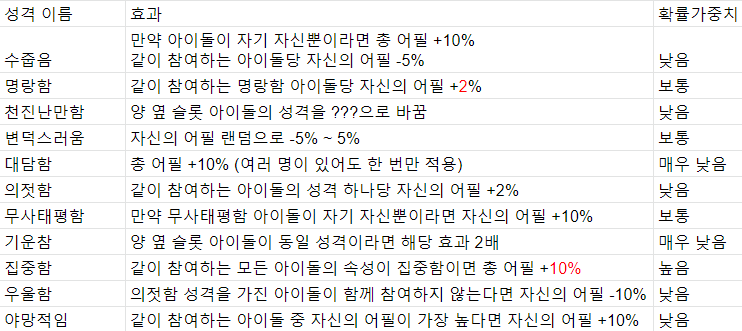 성격 이름 효과 확률가중치
만약 아이돌이 자기 자신뿐이라면 총 어필 +10%
수줍음 같이 참여하는 아이돌당 자신의 어필 -5% 낮음
명랑함 같이 참여하는 명랑함 아이돌당 자신의 어필 +2% 보통
천진난만함 양 옆 슬롯 아이돌의 성격을 ???으로 바꿈 낮음
변덕스러움 자신의 어필 랜덤으로 -5% ~ 5% 보통
대담함 총 어필 +10% (여러 명이 있어도 한 번만 적용) 매우 낮음
의젓함 같이 참여하는 아이돌의 성격 하나당 자신의 어필 +2% 낮음
무사태평함 만약 무사태평함 아이돌이 자기 자신뿐이라면 자신의 어필 +10% 보통
기운참 양 옆 슬롯 아이돌이 동일 성격이라면 해당 효과 2배 매우 낮음
집중함 같이 참여하는 모든 아이돌의 속성이 집중함이면 총 어필 +10% 높음
우울함 의젓함 성격을 가진 아이돌이 함께 참여하지 않는다면 자신의 어필 -10% 낮음
야망적임 같이 참여하는 아이돌 중 자신의 어필이 가장 높다면 자신의 어필 +10% 낮음